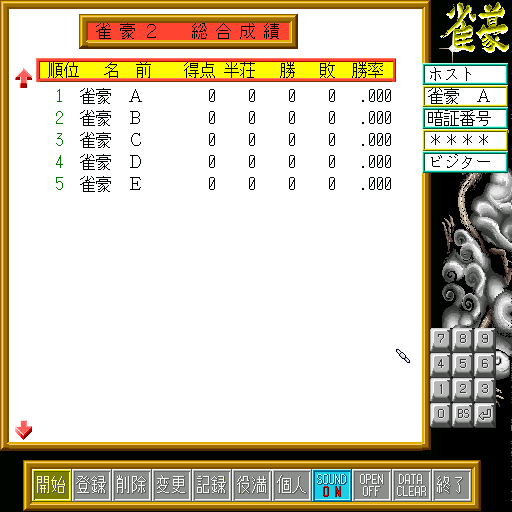 雀豪２　総合成績
雀豪
順位　名　前　得点　半荘　勝　敗　勝率
1　雀豪　A　0　0　0　0　.000
2　雀豪　B　0　0　0　0　.000
3　雀豪　C　0　0　0　0　.000
4　雀豪　D　0　0　0　0　.000
5　雀豪　E　0　0　0　0　.000
ホスト
雀豪　A
暗証番号
＊＊＊＊
ビジター
7 8 9
4 5 6
1 2 3
0 BS ⏎
開始 登録 削除 変更 記録 役満 個人 SOUND ON OPEN OFF DATA CLEAR 終了